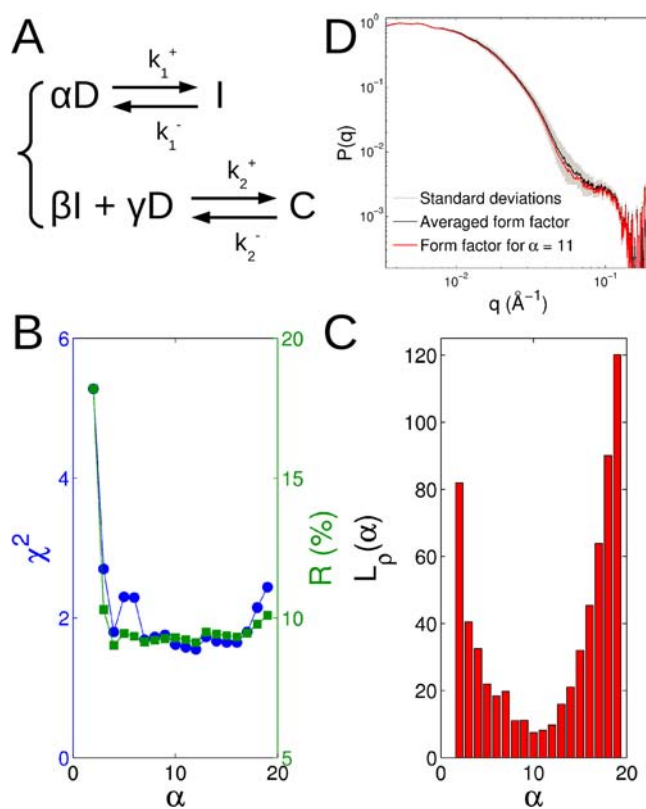 A
αD
k₁⁺
k₁⁻
I
βI + γD
k₂⁺
k₂⁻
C
D
10⁰
10⁻¹
10⁻²
10⁻³
P(q)
Standard deviations
Averaged form factor
Form factor for α = 11
10⁻²
10⁻¹
q (Å⁻¹)
B
6
4
2
0
χ²
20
15
10
5
R (%)
0
10
20
α
C
120
100
80
60
40
20
0
Lρ(α)
0
10
20
α